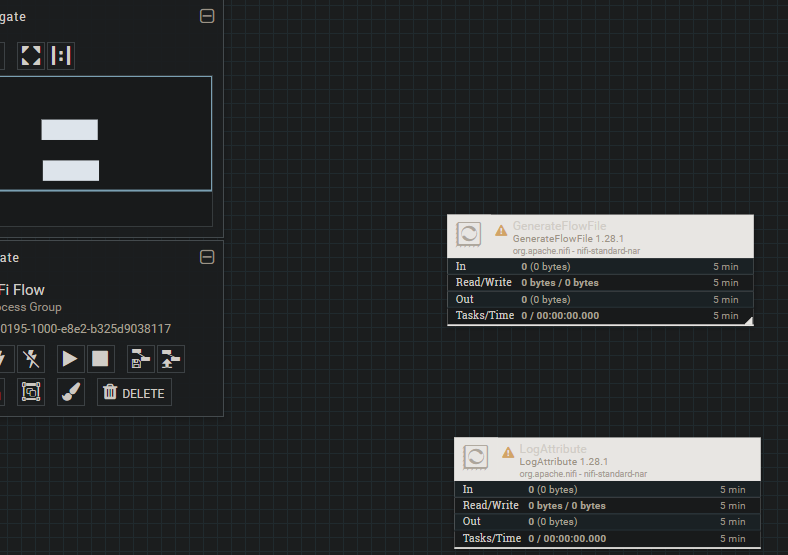 gate
ate
Fi Flow
ocess Group
0195-1000-e8e2-b325d9038117
DELETE
GenerateFlowFile
GenerateFlowFile 1.28.1
org.apache.nifi - nifi-standard-nar
In 0 (0 bytes) 5 min
Read/Write 0 bytes / 0 bytes 5 min
Out 0 (0 bytes) 5 min
Tasks/Time 0 / 00:00:00.000 5 min
LogAttribute
LogAttribute 1.28.1
org.apache.nifi - nifi-standard-nar
In 0 (0 bytes) 5 min
Read/Write 0 bytes / 0 bytes 5 min
Out 0 (0 bytes) 5 min
Tasks/Time 0 / 00:00:00.000 5 min